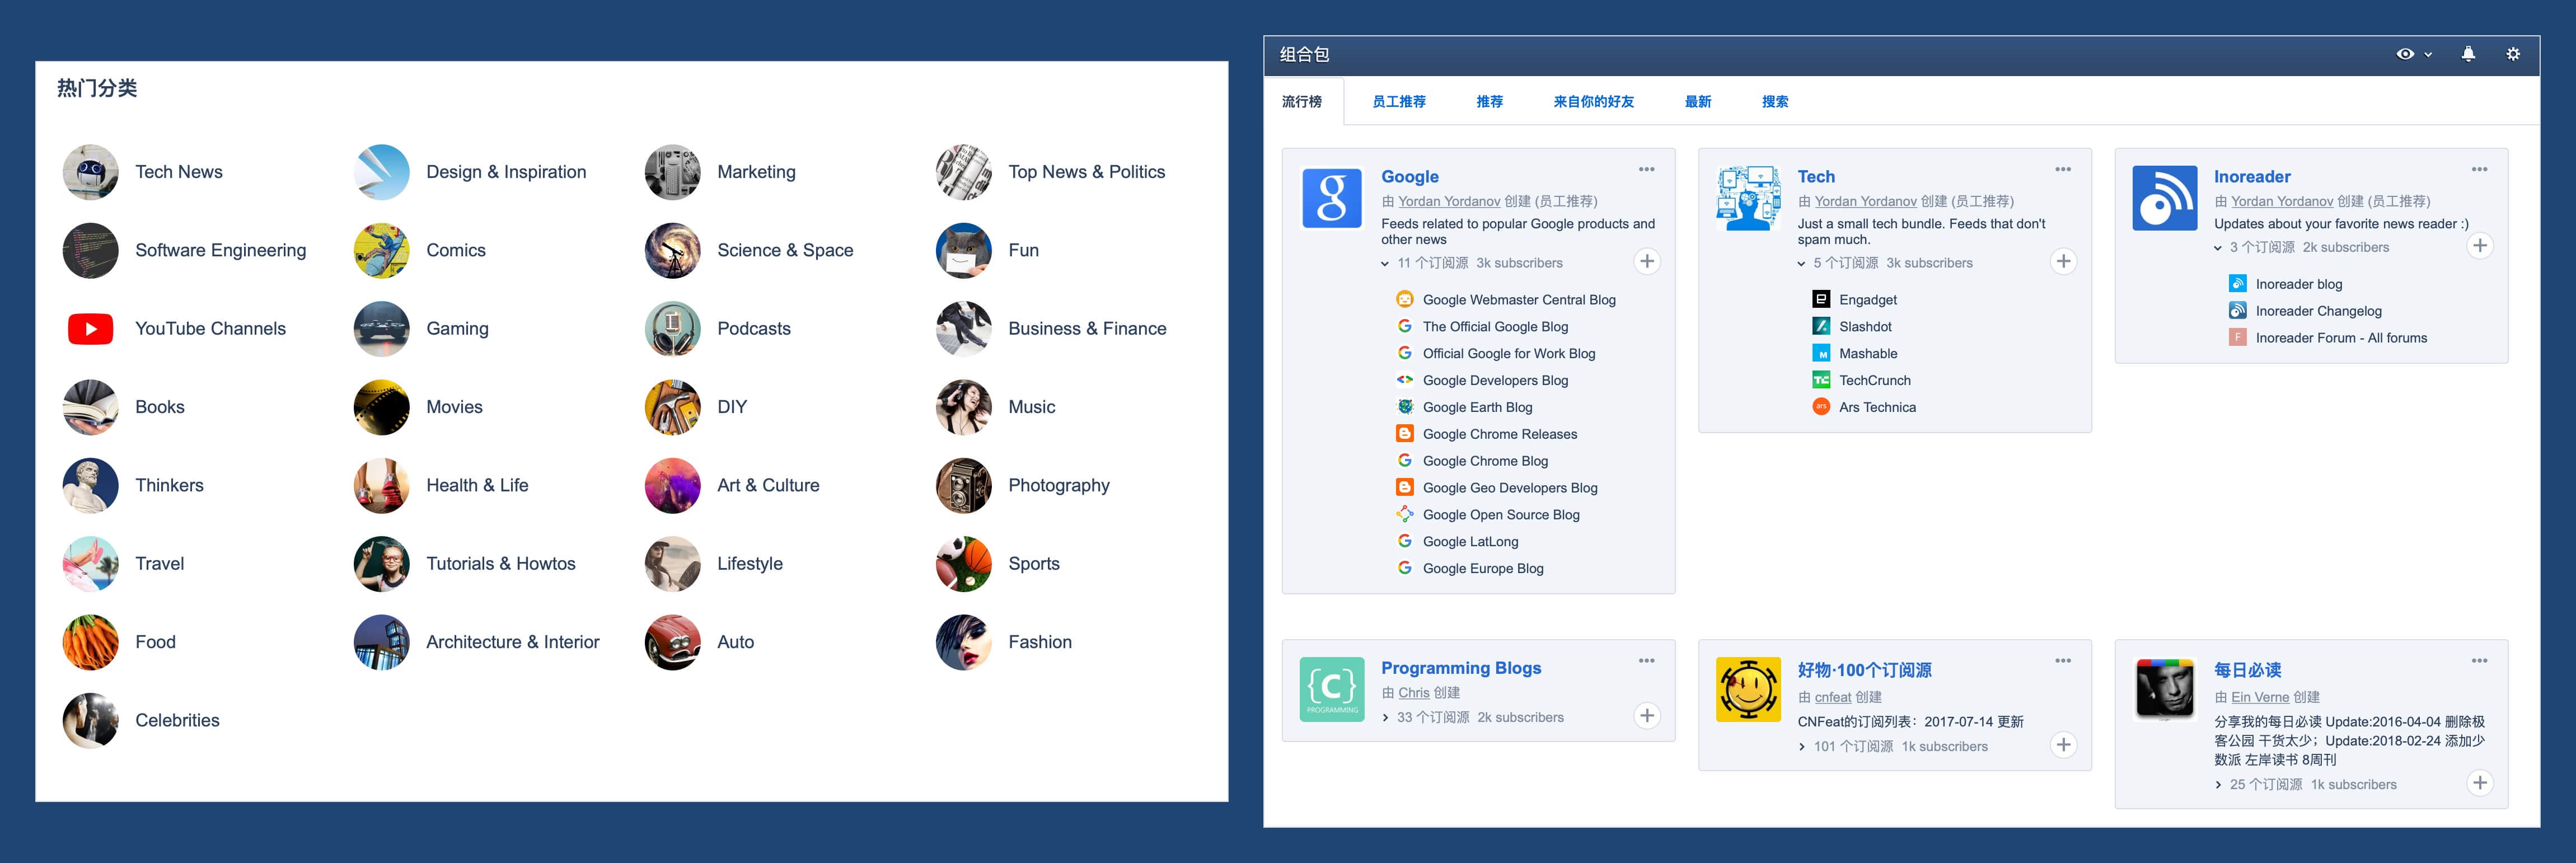 热门分类
Tech News
Design & Inspiration
Marketing
Top News & Politics
Software Engineering
Comics
Science & Space
Fun
YouTube Channels
Gaming
Podcasts
Business & Finance
Books
Movies
DIY
Music
Thinkers
Health & Life
Art & Culture
Photography
Travel
Tutorials & Howtos
Lifestyle
Sports
Food
Architecture & Interior
Auto
Fashion
Celebrities
组合包
流行榜
员工推荐
推荐
来自你的好友
最新
搜索
Google
由 Yordan Yordanov 创建 (员工推荐)
Feeds related to popular Google products and
other news
11 个订阅源 3k subscribers
Google Webmaster Central Blog
The Official Google Blog
Official Google for Work Blog
Google Developers Blog
Google Earth Blog
Google Chrome Releases
Google Chrome Blog
Google Geo Developers Blog
Google Open Source Blog
Google LatLong
Google Europe Blog
Tech
由 Yordan Yordanov 创建 (员工推荐)
Just a small tech bundle. Feeds that don't
spam much.
5 个订阅源 3k subscribers
Engadget
Slashdot
Mashable
TechCrunch
Ars Technica
Inoreader
由 Yordan Yordanov 创建 (员工推荐)
Updates about your favorite news reader :)
3 个订阅源 2k subscribers
Inoreader blog
Inoreader Changelog
F
Inoreader Forum - All forums
{C}
PROGRAMMING
Programming Blogs
由 Chris 创建
33 个订阅源 2k subscribers
好物·100个订阅源
由 cnfeat 创建
CNFeat的订阅列表：2017-07-14 更新
101 个订阅源 1k subscribers
每日必读
由 Ein Verne 创建
分享我的每日必读 Update:2016-04-04 删除极
客公园 干货太少；Update:2018-02-24 添加少
数派 左岸读书 8周刊
25 个订阅源 1k subscribers